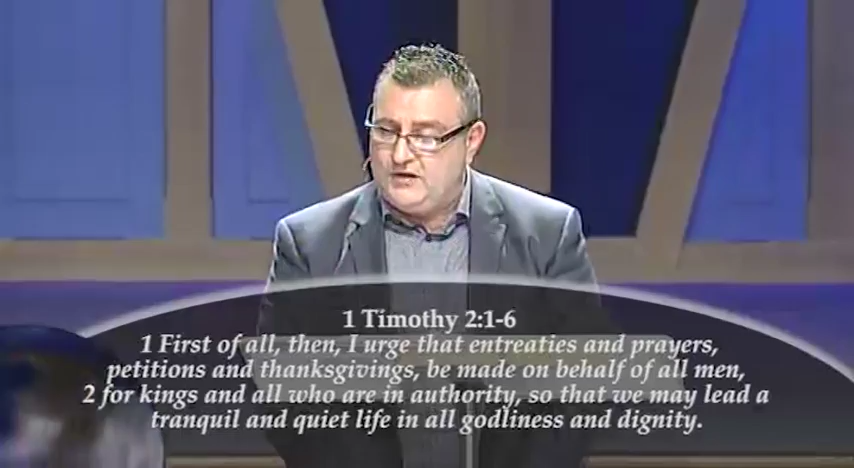 1 Timothy 2:1-6
1 First of all, then, I urge that entreaties and prayers,
petitions and thanksgivings, be made on behalf of all men,
2 for kings and all who are in authority, so that we may lead a
tranquil and quiet life in all godliness and dignity.